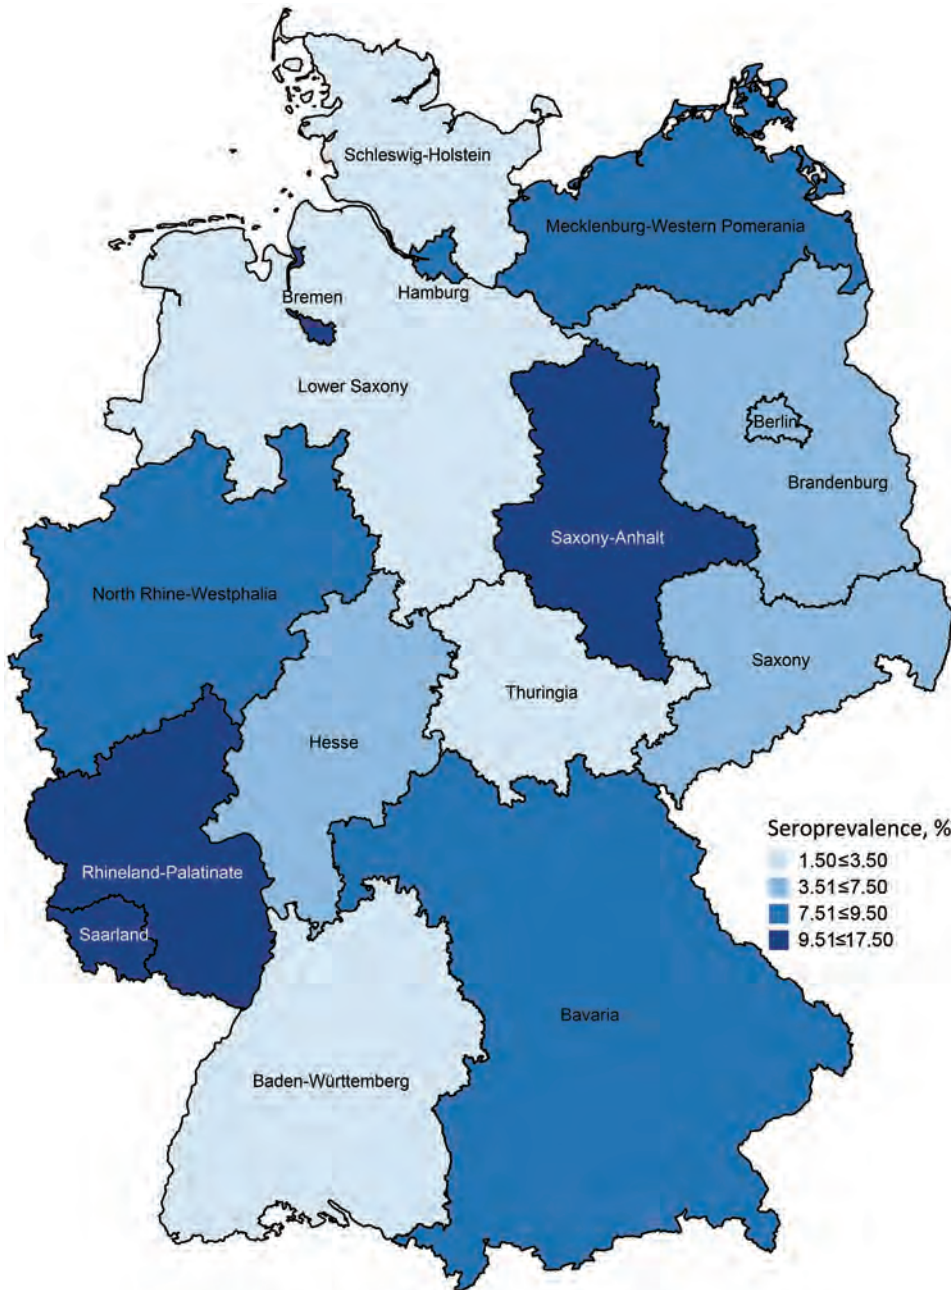 Schleswig-Holstein
Mecklenburg-Western Pomerania
Bremen
Hamburg
Lower Saxony
Berlin
Brandenburg
Saxony-Anhalt
North Rhine-Westphalia
Saxony
Thuringia
Hesse
Seroprevalence, %
1.50≤3.50
3.51≤7.50
7.51≤9.50
9.51≤17.50
Rhineland-Palatinate
Saarland
Bavaria
Baden-Württemberg